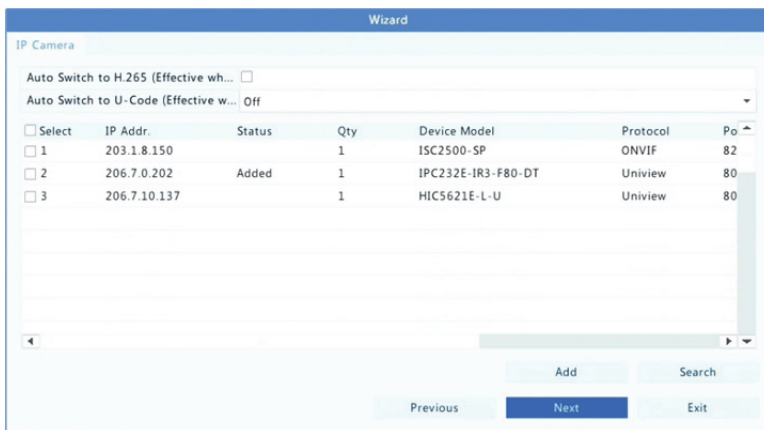 Wizard
IP Camera
Auto Switch to H.265 (Effective wh...
Auto Switch to U-Code (Effective w... Off
Select IP Addr. Status Qty Device Model Protocol Po
1 203.1.8.150 1 ISC2500-SP ONVIF 82
2 206.7.0.202 Added 1 IPC232E-IR3-F80-DT Uniview 80
3 206.7.10.137 1 HIC5621E-L-U Uniview 80
Add Search
Previous Next Exit